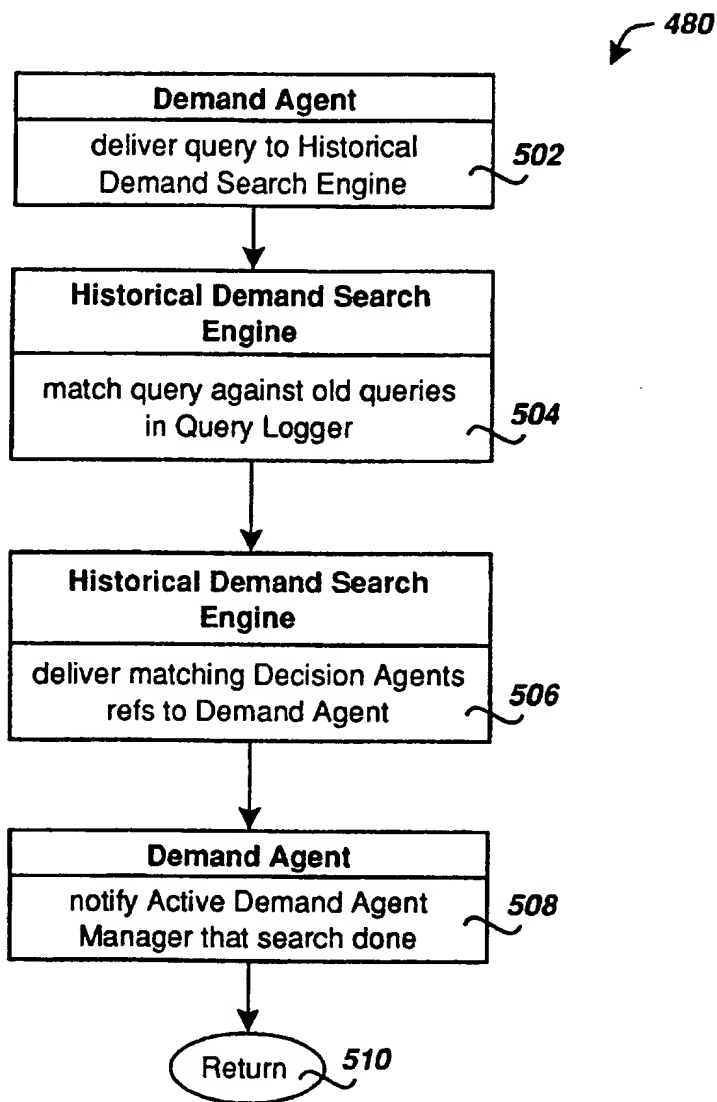 480
Demand Agent
deliver query to Historical
Demand Search Engine
502
Historical Demand Search
Engine
match query against old queries
in Query Logger
504
Historical Demand Search
Engine
deliver matching Decision Agents
refs to Demand Agent
506
Demand Agent
notify Active Demand Agent
Manager that search done
508
Return
510